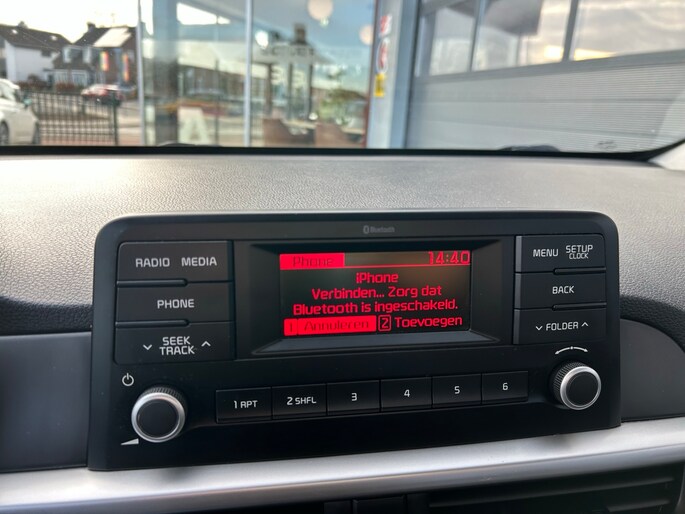 Bluetooth
RADIO MEDIA
PHONE
SEEK
TRACK
Phone 14:40
iPhone
Verbinden... Zorg dat
Bluetooth is ingeschakeld.
1 Annuleren 2 Toevoegen
MENU SETUP
CLOCK
BACK
FOLDER
1 RPT 2 SHFL 3 4 5 6